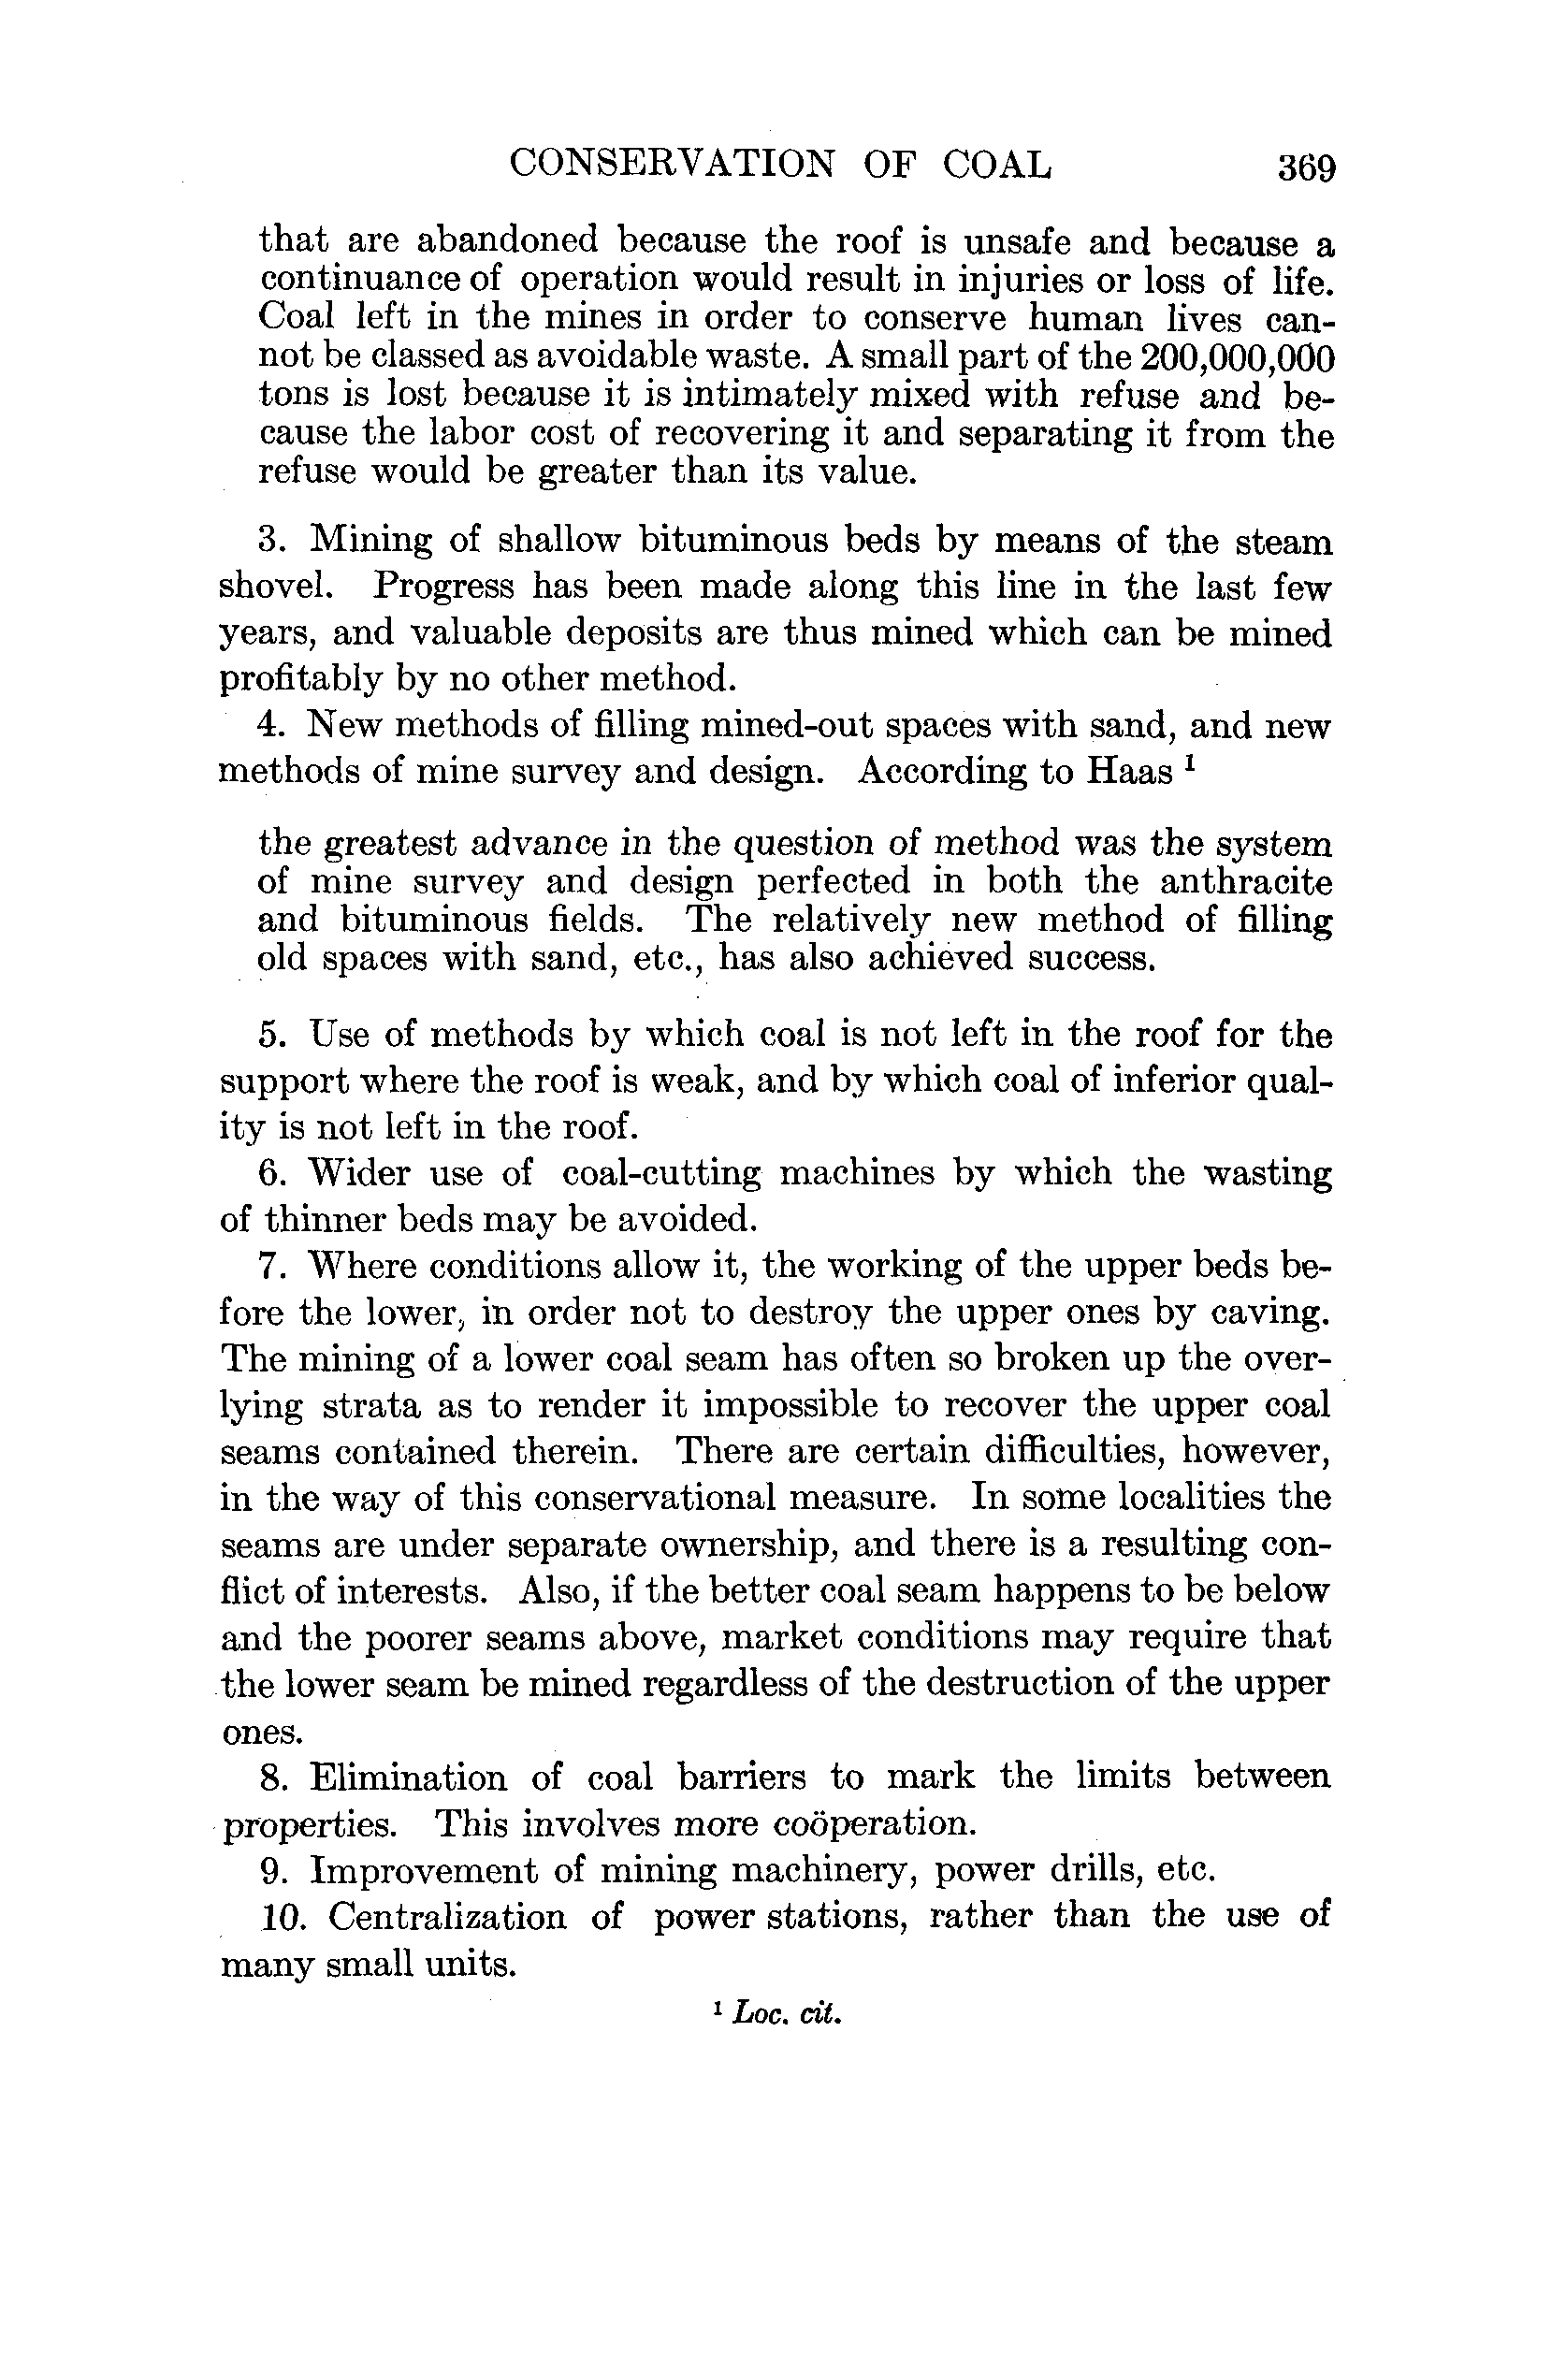 CONSERVATION OF COAL 369
that are abandoned because the roof is unsafe and because a
continuance of operation would result in injuries or loss of life.
Coal left in the mines in order to conserve human lives can-
not be classed as avoidable waste. A small part of the 200,000,000
tons is lost because it is intimately mixed with refuse and be-
cause the labor cost of recovering it and separating it from the
refuse would be greater than its value.
3. Mining of shallow bituminous beds by means of the steam
shovel. Progress has been made along this line in the last few
years, and valuable deposits are thus mined which can be mined
profitably by no other method.
4. New methods of filling mined-out spaces with sand, and new
methods of mine survey and design. According to Haas ¹
the greatest advance in the question of method was the system
of mine survey and design perfected in both the anthracite
and bituminous fields. The relatively new method of filling
old spaces with sand, etc., has also achieved success.
5. Use of methods by which coal is not left in the roof for the
support where the roof is weak, and by which coal of inferior qual-
ity is not left in the roof.
6. Wider use of coal-cutting machines by which the wasting
of thinner beds may be avoided.
7. Where conditions allow it, the working of the upper beds be-
fore the lower, in order not to destroy the upper ones by caving.
The mining of a lower coal seam has often so broken up the over-
lying strata as to render it impossible to recover the upper coal
seams contained therein. There are certain difficulties, however,
in the way of this conservational measure. In some localities the
seams are under separate ownership, and there is a resulting con-
flict of interests. Also, if the better coal seam happens to be below
and the poorer seams above, market conditions may require that
the lower seam be mined regardless of the destruction of the upper
ones.
8. Elimination of coal barriers to mark the limits between
properties. This involves more coöperation.
9. Improvement of mining machinery, power drills, etc.
10. Centralization of power stations, rather than the use of
many small units.
¹ Loc. cit.